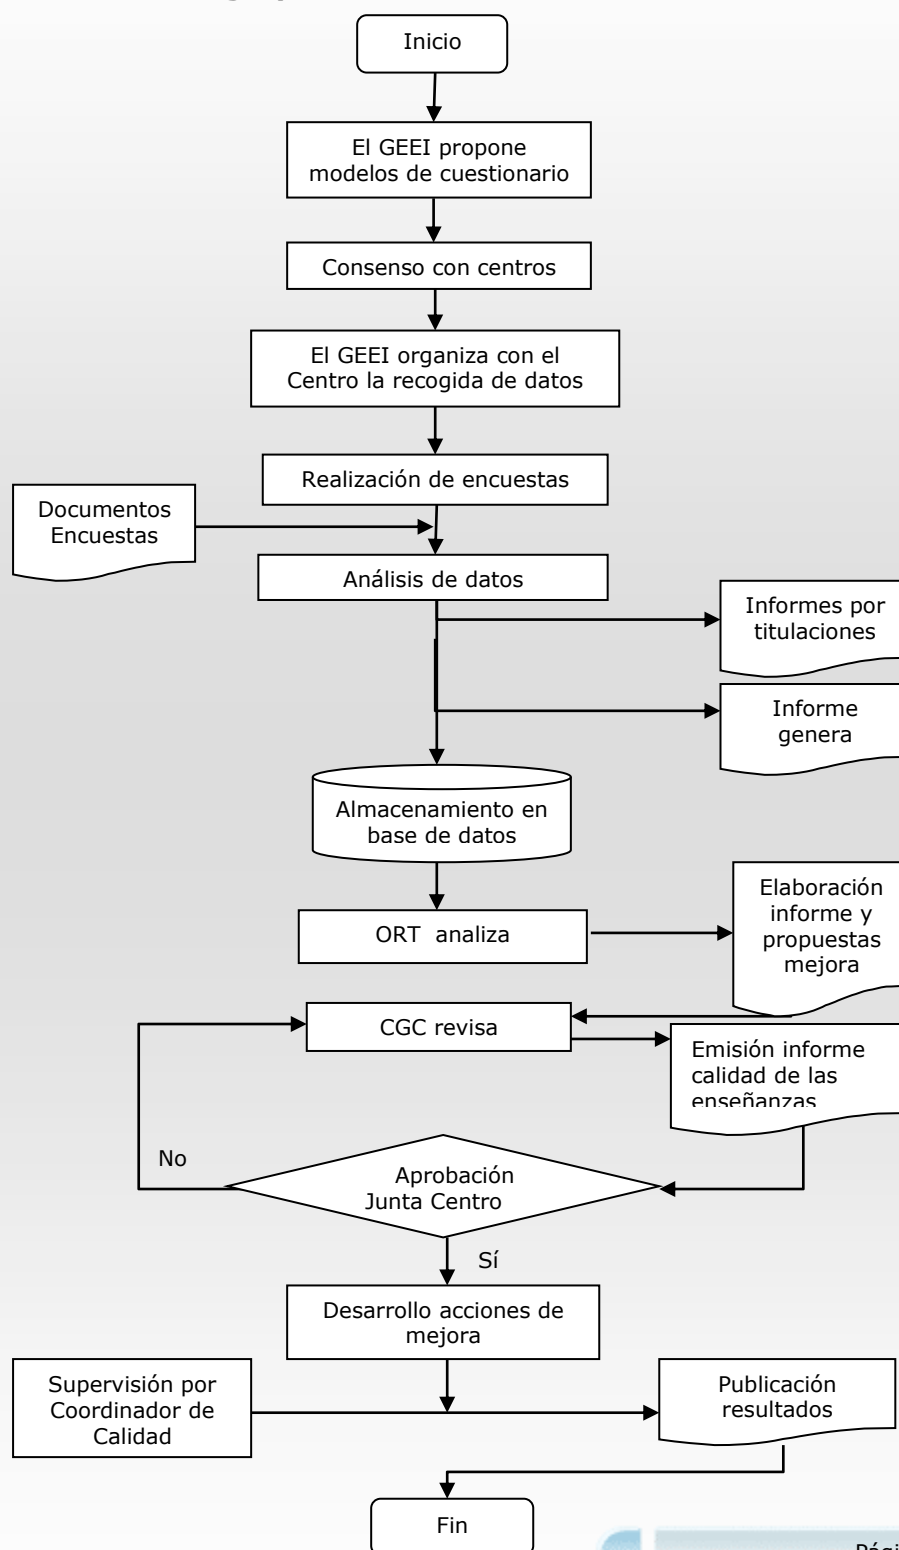 Inicio
El GEEI propone
modelos de cuestionario
Consenso con centros
El GEEI organiza con el
Centro la recogida de datos
Realización de encuestas
Documentos
Encuestas
Análisis de datos
Informes por
titulaciones
Informe
genera
Almacenamiento en
base de datos
Elaboración
informe y
propuestas
mejora
ORT analiza
CGC revisa
Emisión informe
calidad de las
enseñanzas
No
Aprobación
Junta Centro
Sí
Desarrollo acciones de
mejora
Supervisión por
Coordinador de
Calidad
Publicación
resultados
Fin